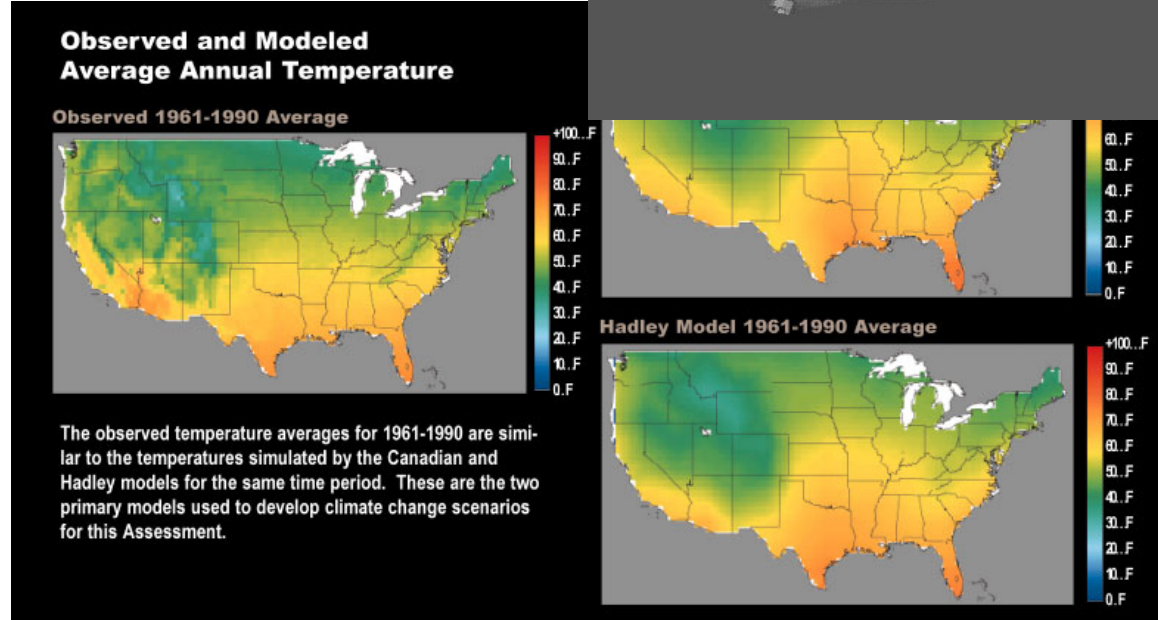 Observed and Modeled
Average Annual Temperature
Observed 1961-1990 Average
+100...F
90..F
80..F
70..F
60..F
50..F
40..F
30..F
20..F
10..F
0..F
The observed temperature averages for 1961-1990 are simi-
lar to the temperatures simulated by the Canadian and
Hadley models for the same time period. These are the two
primary models used to develop climate change scenarios
for this Assessment.
60..F
50..F
40..F
30..F
20..F
10..F
0..F
Hadley Model 1961-1990 Average
+100...F
90..F
80..F
70..F
60..F
50..F
40..F
30..F
20..F
10..F
0..F